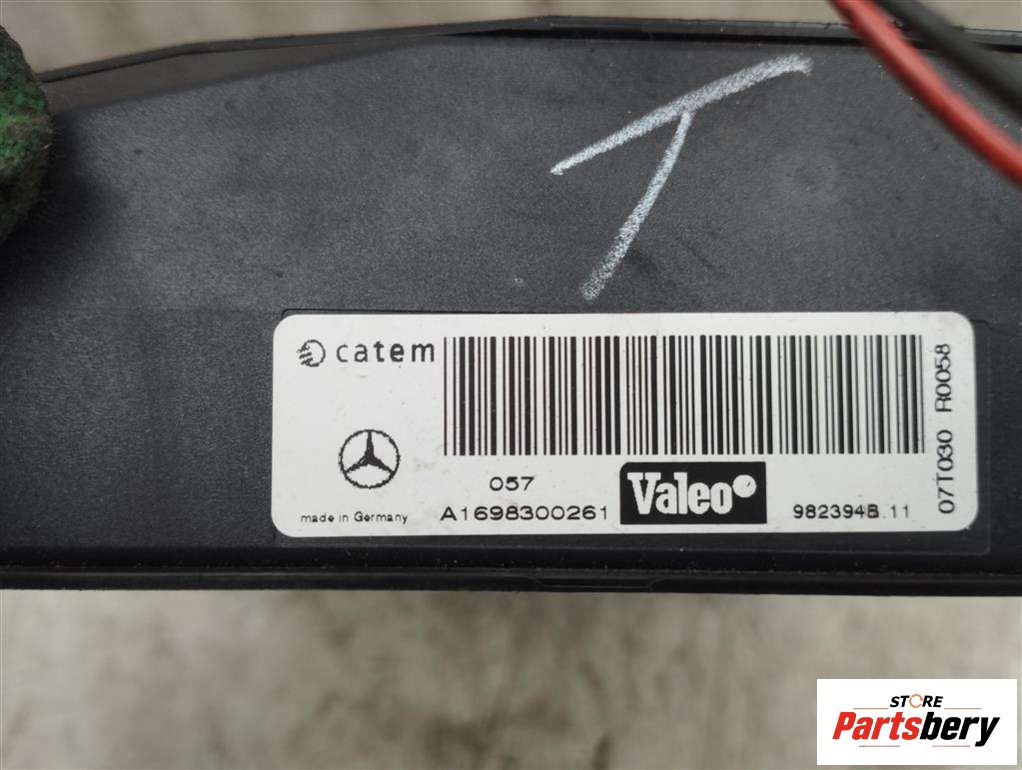 T
catem
057
made in Germany A1698300261 Valeo 982394B.11
07T030 R0058
STORE
Partsbery